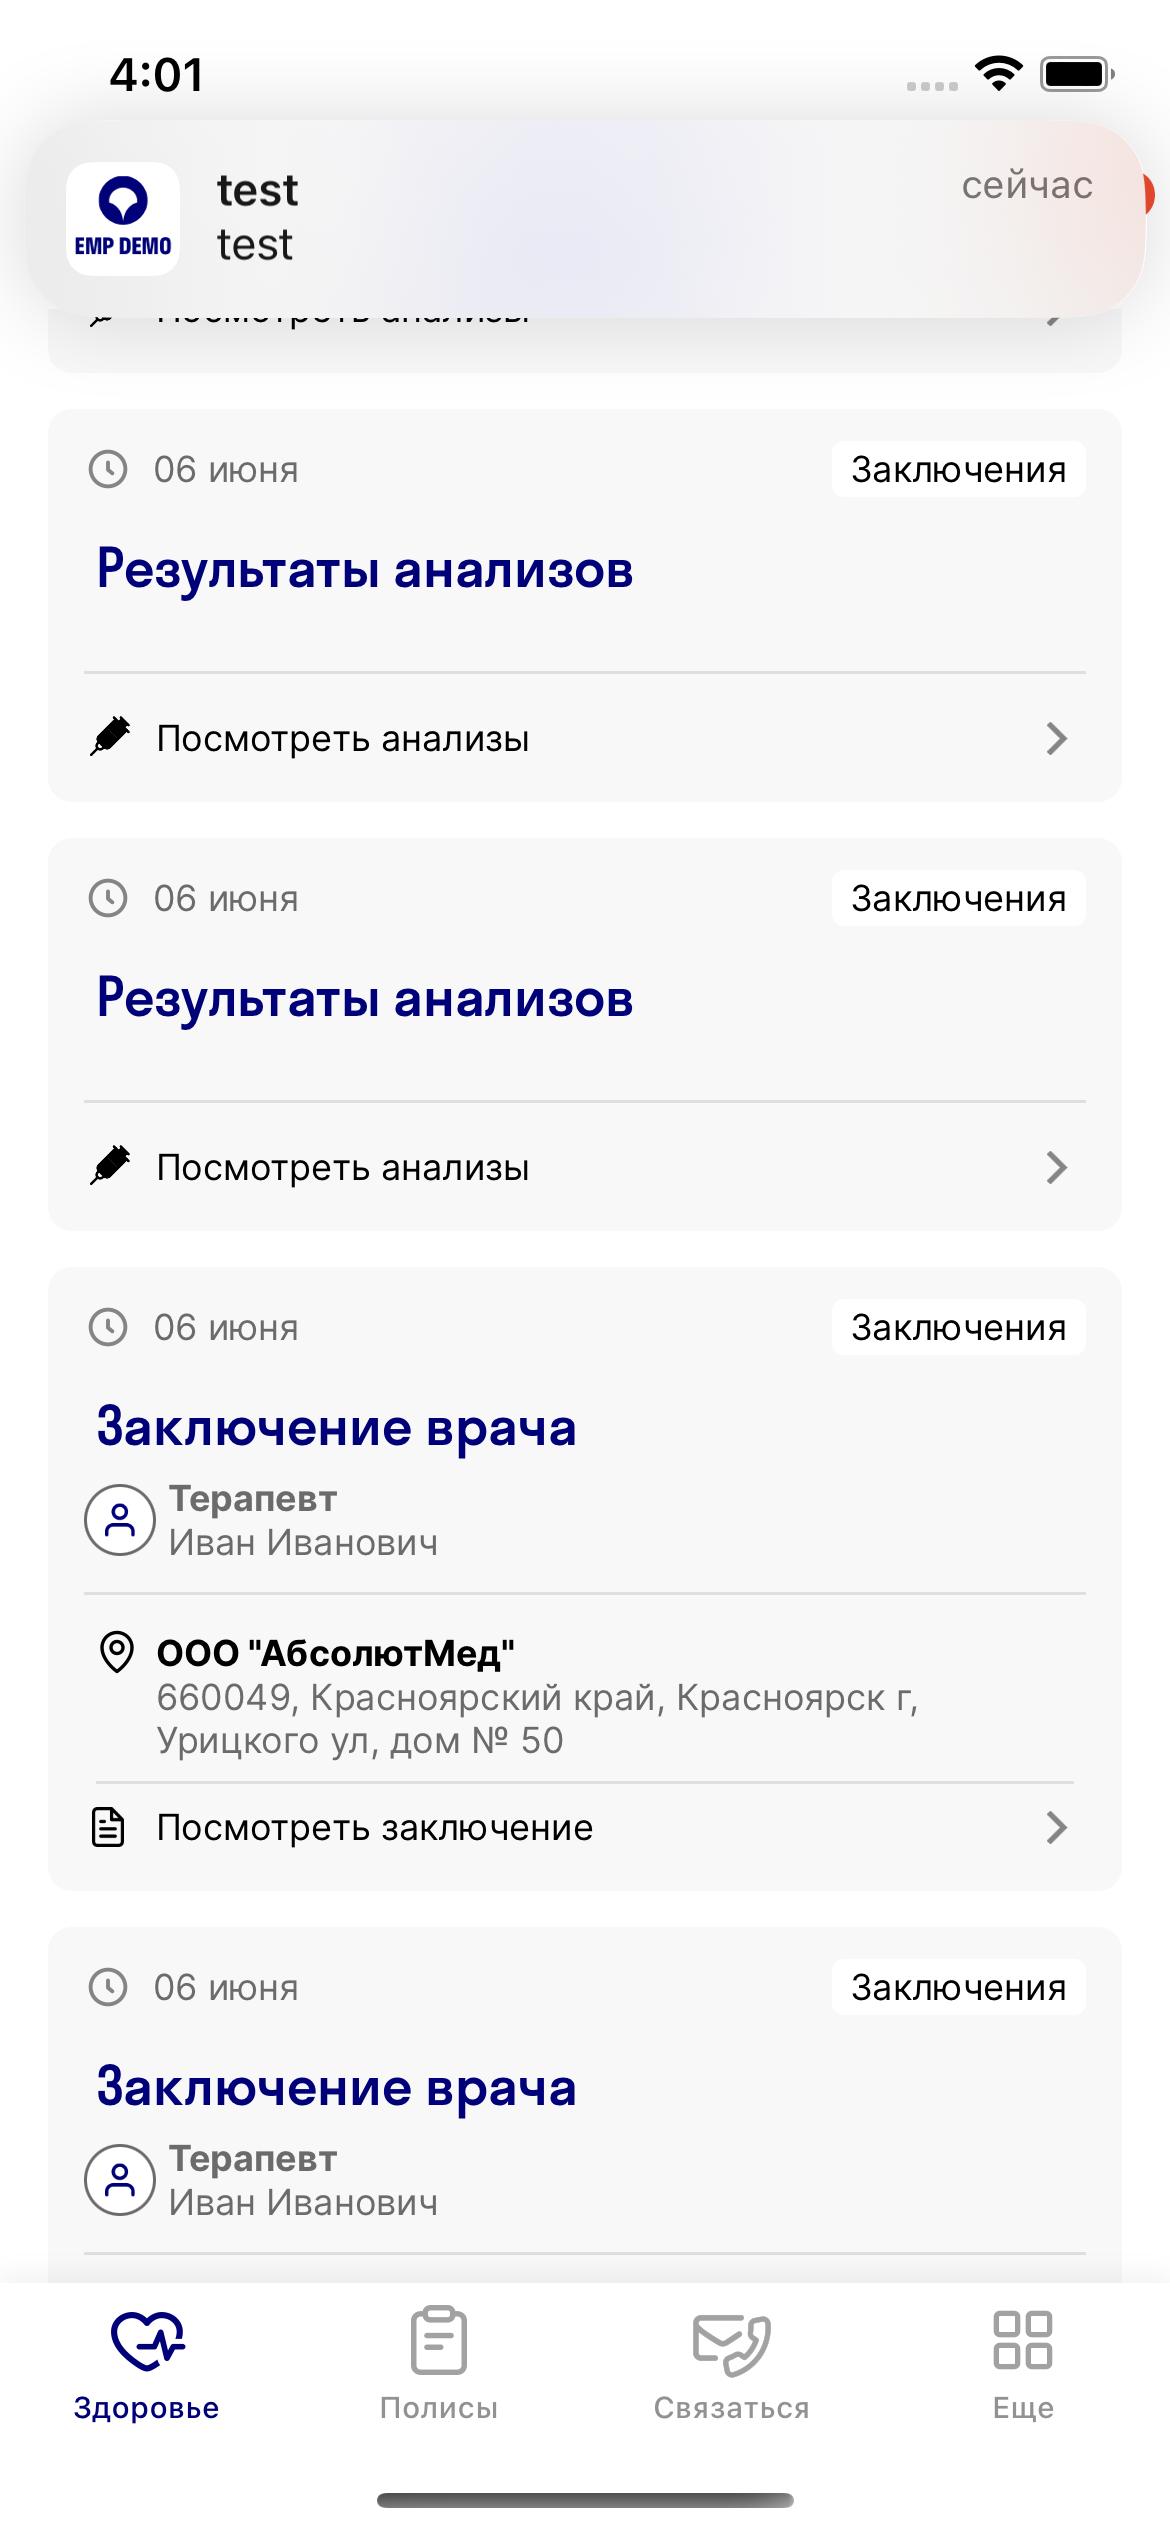 4:01
EMP DEMO
test
сейчас
test
Посмотреть анализы
06 июня
Заключения
Результаты анализов
Посмотреть анализы
06 июня
Заключения
Результаты анализов
Посмотреть анализы
06 июня
Заключения
Заключение врача
Терапевт
Иван Иванович
ООО "АбсолютМед"
660049, Красноярский край, Красноярск г,
Урицкого ул, дом № 50
Посмотреть заключение
06 июня
Заключения
Заключение врача
Терапевт
Иван Иванович
Здоровье
Полисы
Связаться
Еще